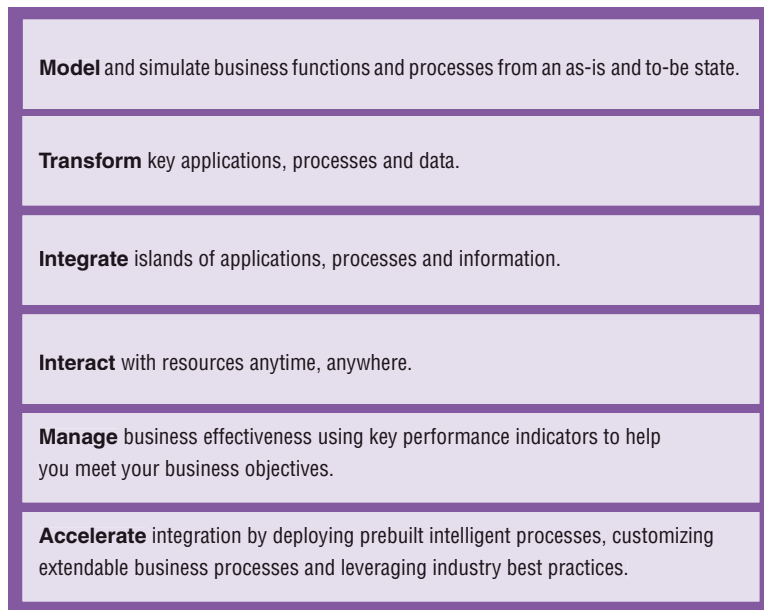 Model and simulate business functions and processes from an as-is and to-be state.
Transform key applications, processes and data.
Integrate islands of applications, processes and information.
Interact with resources anytime, anywhere.
Manage business effectiveness using key performance indicators to help
you meet your business objectives.
Accelerate integration by deploying prebuilt intelligent processes, customizing
extendable business processes and leveraging industry best practices.